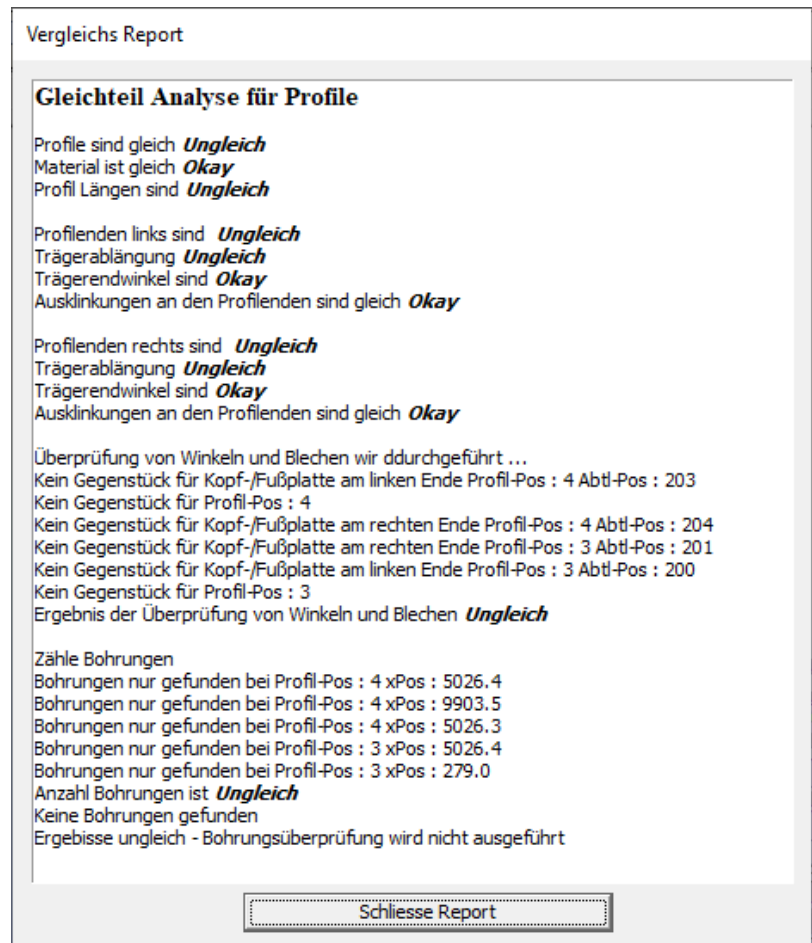 Vergleichs Report
Gleichteil Analyse für Profile
Profile sind gleich Ungleich
Material ist gleich Okay
Profil Längen sind Ungleich
Profilenden links sind Ungleich
Trägerablängung Ungleich
Trägerendwinkel sind Okay
Ausklinkungen an den Profilenden sind gleich Okay
Profilenden rechts sind Ungleich
Trägerablängung Ungleich
Trägerendwinkel sind Okay
Ausklinkungen an den Profilenden sind gleich Okay
Überprüfung von Winkeln und Blechen wir ddurchgeführt ...
Kein Gegenstück für Kopf-/Fußplatte am linken Ende Profil-Pos : 4 Abtl-Pos : 203
Kein Gegenstück für Profil-Pos : 4
Kein Gegenstück für Kopf-/Fußplatte am rechten Ende Profil-Pos : 4 Abtl-Pos : 204
Kein Gegenstück für Kopf-/Fußplatte am rechten Ende Profil-Pos : 3 Abtl-Pos : 201
Kein Gegenstück für Kopf-/Fußplatte am linken Ende Profil-Pos : 3 Abtl-Pos : 200
Kein Gegenstück für Profil-Pos : 3
Ergebnis der Überprüfung von Winkeln und Blechen Ungleich
Zähle Bohrungen
Bohrungen nur gefunden bei Profil-Pos : 4 xPos : 5026.4
Bohrungen nur gefunden bei Profil-Pos : 4 xPos : 9903.5
Bohrungen nur gefunden bei Profil-Pos : 4 xPos : 5026.3
Bohrungen nur gefunden bei Profil-Pos : 3 xPos : 5026.4
Bohrungen nur gefunden bei Profil-Pos : 3 xPos : 279.0
Anzahl Bohrungen ist Ungleich
Keine Bohrungen gefunden
Ergebisse ungleich - Bohrungsüberprüfung wird nicht ausgeführt
Schliesse Report